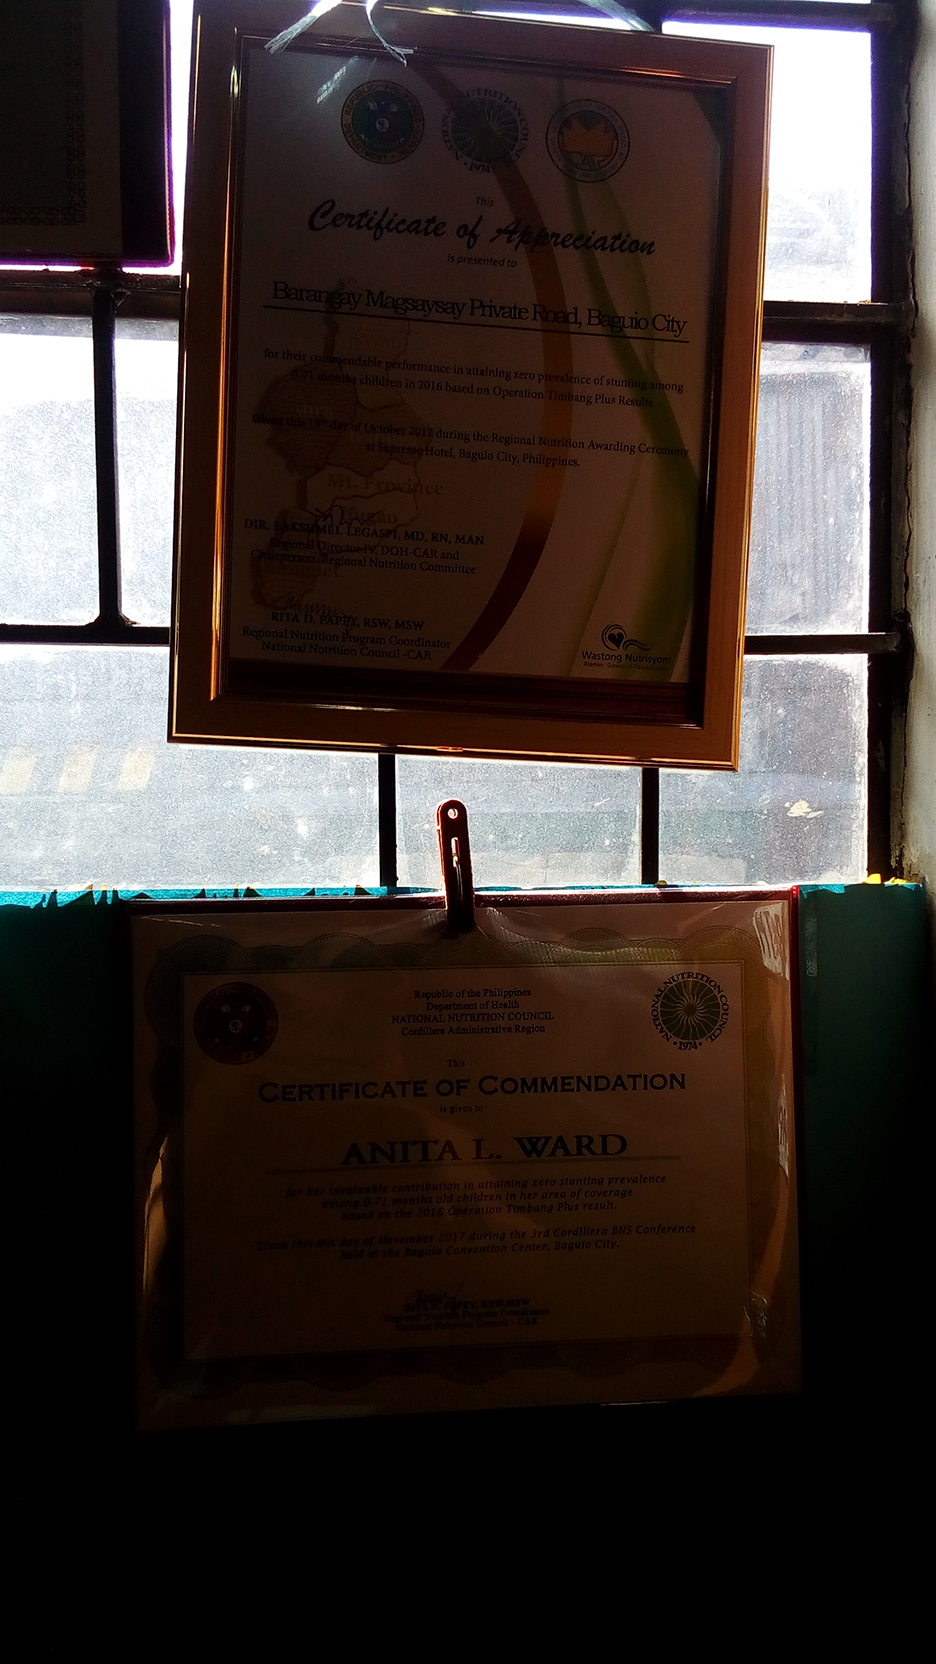 NATIONAL NUTRITION COUNCIL
1974
This
Certificate of Appreciation
is presented to
Barangay Magsaysay Private Road, Baguio City
for their commendable performance in attaining zero prevalence of stunting among
6-71 months children in 2016 based on Operation Timbang Plus Results.
this 19th day of October 2017 during the Regional Nutrition Awarding Ceremony
at Supreme Hotel, Baguio City, Philippines.
Mt. Province
Ifugao
Benguet
DIR. LAKSHMI I. LEGASPI, MD, RN, MAN
Regional Director IV, DOH-CAR and
Chairperson, Regional Nutrition Committee
RITA D. PAPEY, RSW, MSW
Regional Nutrition Program Coordinator
National Nutrition Council -CAR
Wastong Nutrisyon
Republic of the Philippines
Department of Health
NATIONAL NUTRITION COUNCIL
Cordillera Administrative Region
NATIONAL NUTRITION COUNCIL
1974
This
CERTIFICATE OF COMMENDATION
is given to
ANITA L. WARD
for her invaluable contribution in attaining zero stunting prevalence
among 6-71 months old children in her area of coverage
based on the 2016 Operation Timbang Plus result.
Given this 8th day of November 2017 during the 3rd Cordillera BNS Conference
held at the Baguio Convention Center, Baguio City.
RITA D. PAPEY, RSW,MSW
Regional Nutrition Program Coordinator
National Nutrition Council - CAR